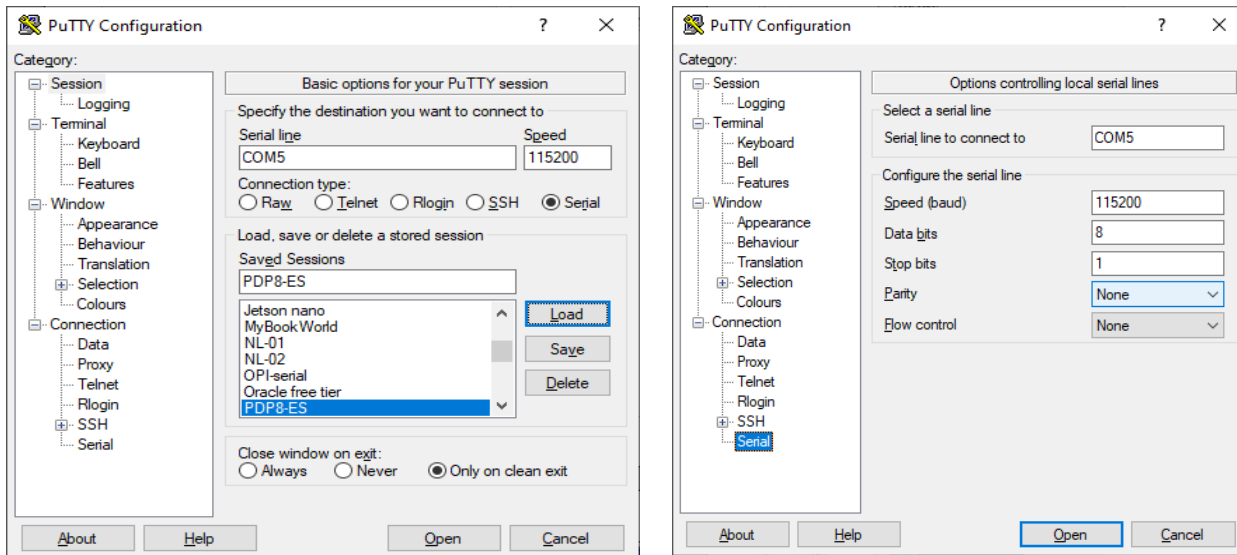 PuTTY Configuration
Category:
Session
Logging
Terminal
Keyboard
Bell
Features
Window
Appearance
Behaviour
Translation
Selection
Colours
Connection
Data
Proxy
Telnet
Rlogin
SSH
Serial
Basic options for your PuTTY session
Specify the destination you want to connect to
Serial line Speed
COM5 115200
Connection type:
Raw Telnet Rlogin SSH Serial
Load, save or delete a stored session
Saved Sessions
PDP8-ES
Jetson nano
MyBook World
NL-01
NL-02
OPI-serial
Oracle free tier
PDP8-ES
Load
Save
Delete
Close window on exit:
Always Never Only on clean exit
About Help Open Cancel
PuTTY Configuration
Category:
Session
Logging
Terminal
Keyboard
Bell
Features
Window
Appearance
Behaviour
Translation
Selection
Colours
Connection
Data
Proxy
Telnet
Rlogin
SSH
Serial
Options controlling local serial lines
Select a serial line
Serial line to connect to COM5
Configure the serial line
Speed (baud) 115200
Data bits 8
Stop bits 1
Parity None
Flow control None
About Help Open Cancel